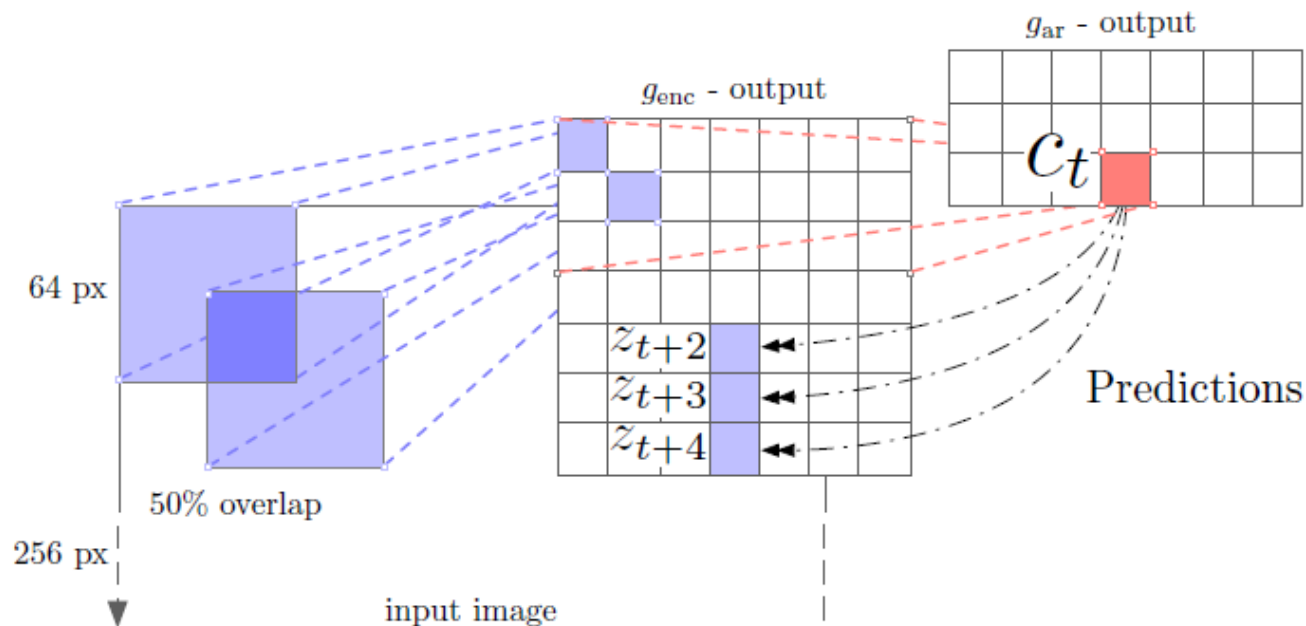 g_ar - output
g_enc - output
c_t
64 px
z_t+2
z_t+3
Predictions
z_t+4
50% overlap
256 px
input image